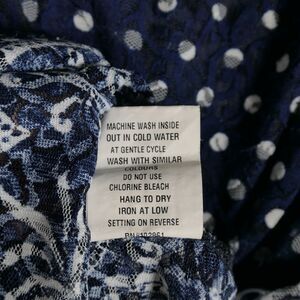 MACHINE WASH INSIDE
OUT IN COLD WATER
AT GENTLE CYCLE
WASH WITH SIMILAR
COLOURS
DO NOT USE
CHLORINE BLEACH
HANG TO DRY
IRON AT LOW
SETTING ON REVERSE